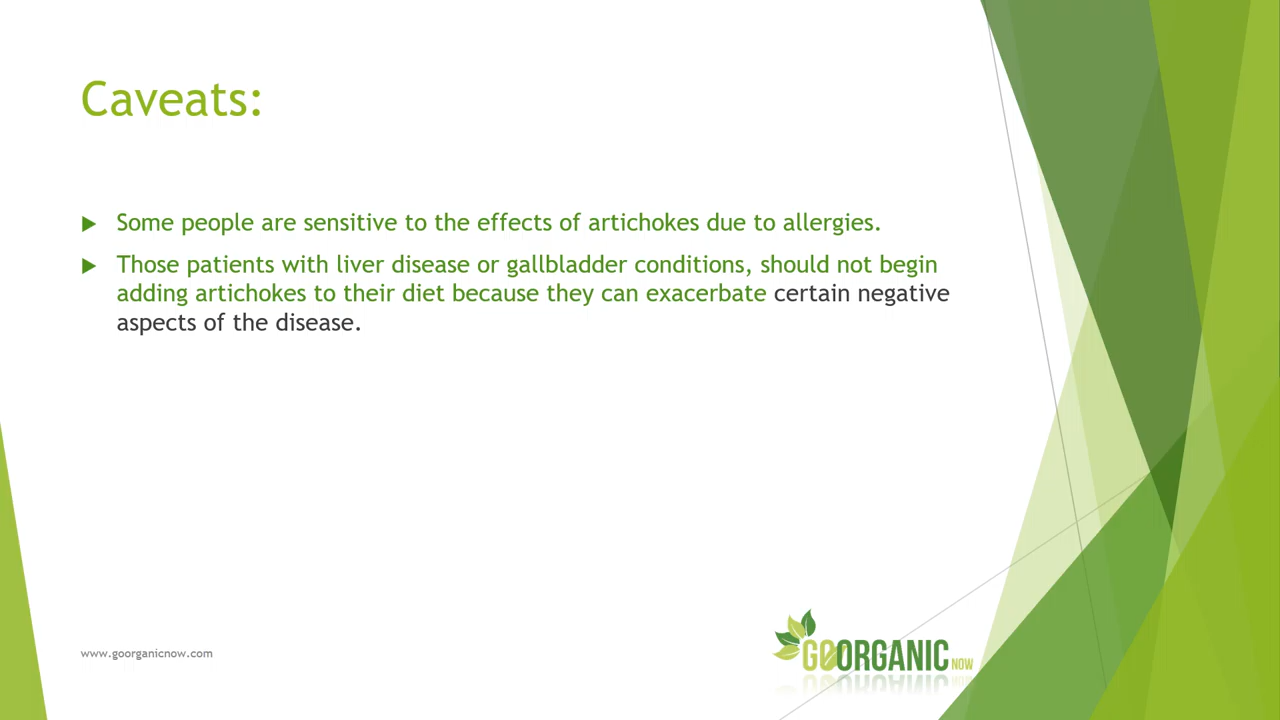 Caveats:
Some people are sensitive to the effects of artichokes due to allergies.
Those patients with liver disease or gallbladder conditions, should not begin
adding artichokes to their diet because they can exacerbate certain negative
aspects of the disease.
www.goorganicnow.com
GOORGANIC NOW